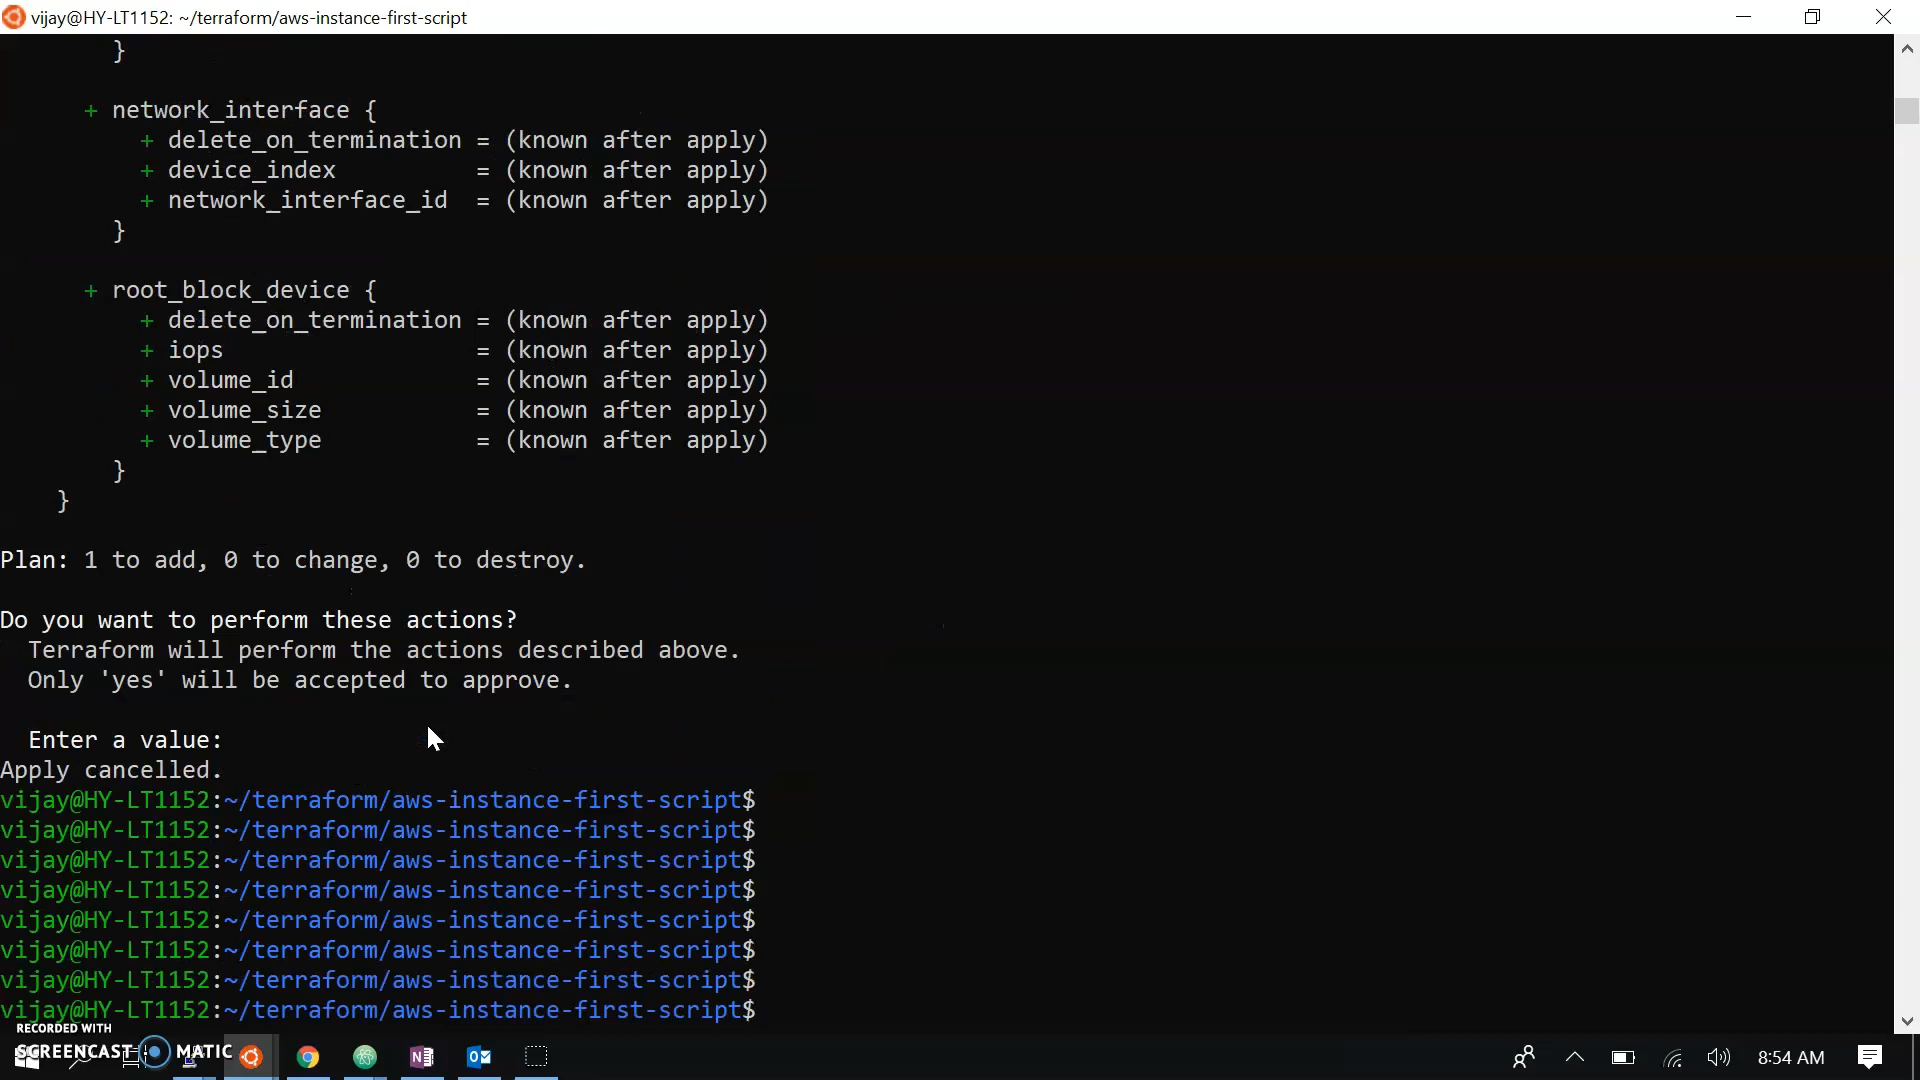 vijay@HY-LT1152: ~/terraform/aws-instance-first-script
}
+ network_interface {
+ delete_on_termination = (known after apply)
+ device_index = (known after apply)
+ network_interface_id = (known after apply)
}
+ root_block_device {
+ delete_on_termination = (known after apply)
+ iops = (known after apply)
+ volume_id = (known after apply)
+ volume_size = (known after apply)
+ volume_type = (known after apply)
}
}
Plan: 1 to add, 0 to change, 0 to destroy.
Do you want to perform these actions?
Terraform will perform the actions described above.
Only 'yes' will be accepted to approve.
Enter a value:
Apply cancelled.
vijay@HY-LT1152:~/terraform/aws-instance-first-script$
vijay@HY-LT1152:~/terraform/aws-instance-first-script$
vijay@HY-LT1152:~/terraform/aws-instance-first-script$
vijay@HY-LT1152:~/terraform/aws-instance-first-script$
vijay@HY-LT1152:~/terraform/aws-instance-first-script$
vijay@HY-LT1152:~/terraform/aws-instance-first-script$
vijay@HY-LT1152:~/terraform/aws-instance-first-script$
vijay@HY-LT1152:~/terraform/aws-instance-first-script$
RECORDED WITH
SCREENCAST MATIC
8:54 AM